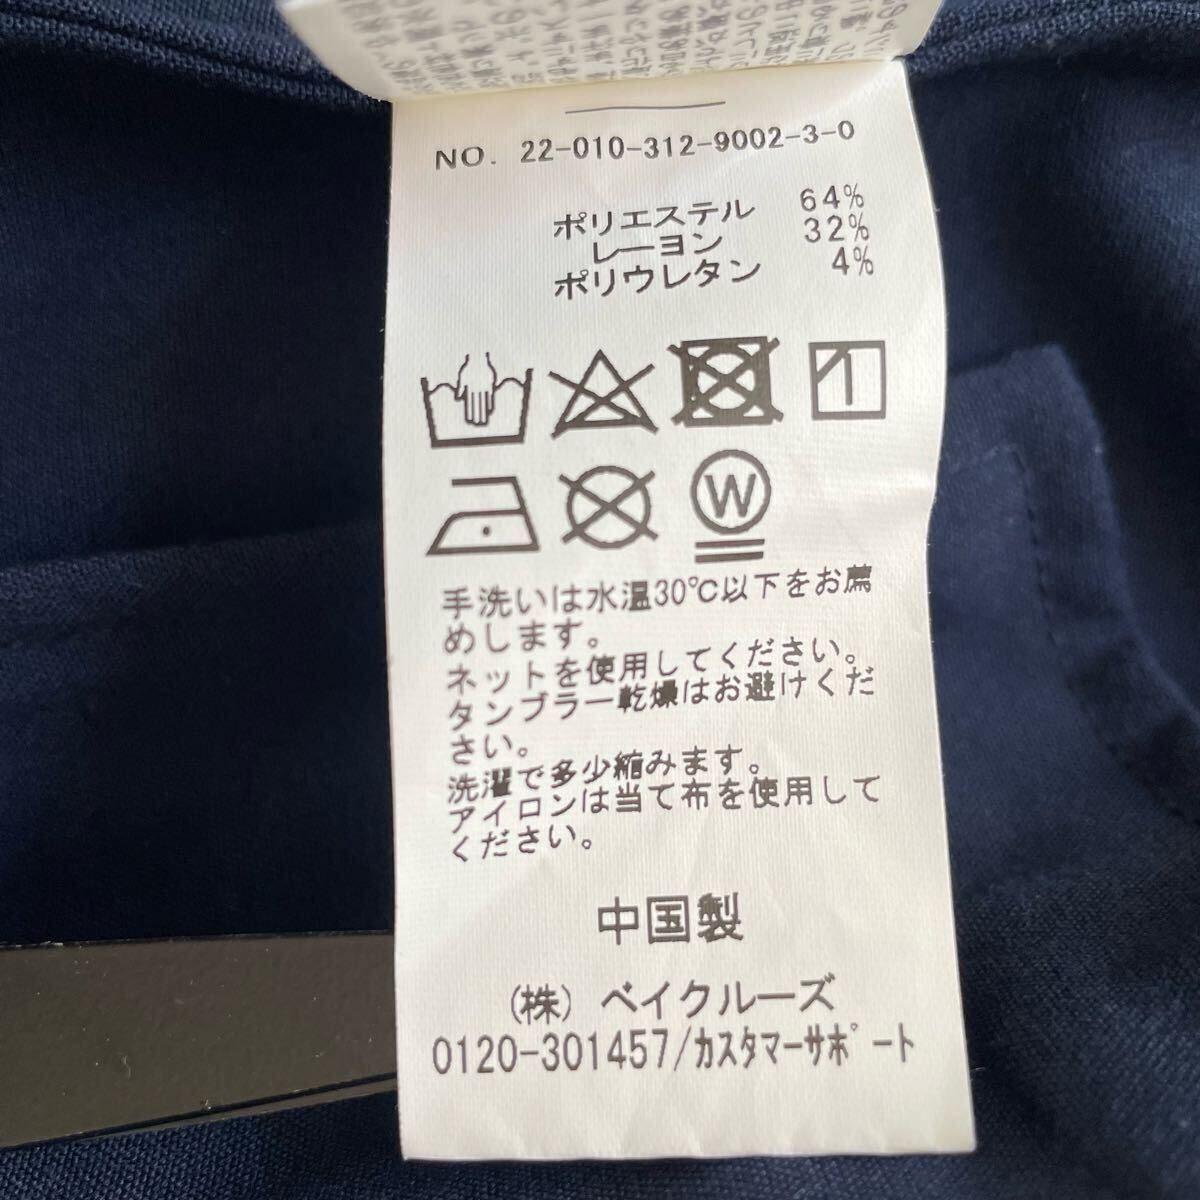 NO. 22-010-312-9002-3-0
ポリエステル 64%
レーヨン 32%
ポリウレタン 4%
W
手洗いは水温30℃以下をお薦
めします。
ネットを使用してください。
タンブラー乾燥はお避けくだ
さい。
洗濯で多少縮みます。
アイロンは当て布を使用して
ください。
中国製
(株) ベイクルーズ
0120-301457/カスタマーサポート